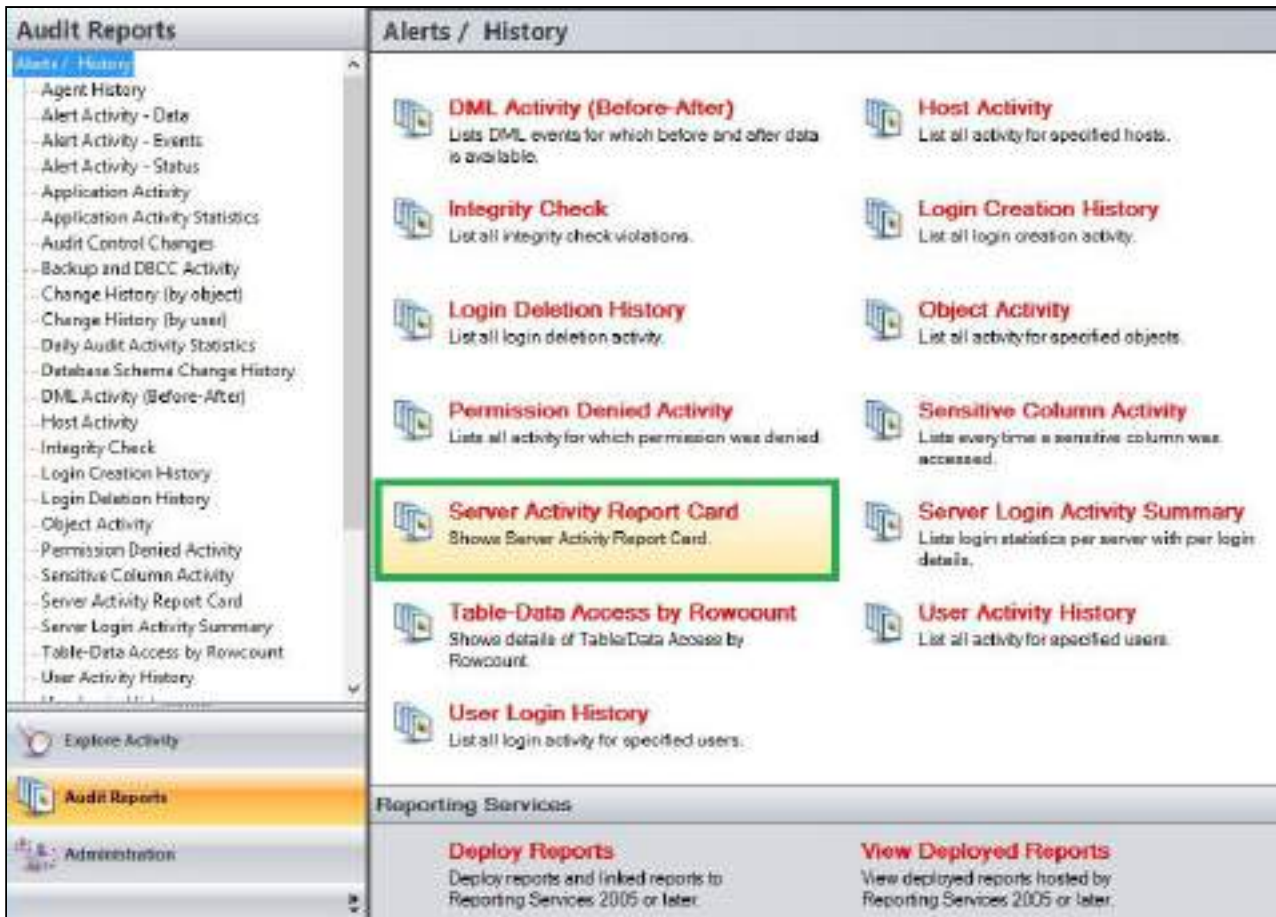 Audit Reports
Alerts / History
Agent History
Alert Activity - Data
Alert Activity - Events
Alert Activity - Status
Application Activity
Application Activity Statistics
Audit Control Changes
Backup and DBCC Activity
Change History (by object)
Change History (by user)
Daily Audit Activity Statistics
Database Schema Change History
DML Activity (Before-After)
Host Activity
Integrity Check
Login Creation History
Login Deletion History
Object Activity
Permission Denied Activity
Sensitive Column Activity
Server Activity Report Card
Server Login Activity Summary
Table-Data Access by Rowcount
User Activity History
Explore Activity
Audit Reports
Administration
Alerts / History
DML Activity (Before-After)
Lists DML events for which before and after data
is available.
Host Activity
List all activity for specified hosts.
Integrity Check
List all integrity check violations.
Login Creation History
List all login creation activity.
Login Deletion History
List all login deletion activity.
Object Activity
List all activity for specified objects.
Permission Denied Activity
Lists all activity for which permission was denied.
Sensitive Column Activity
Lists every time a sensitive column was
accessed.
Server Activity Report Card
Shows Server Activity Report Card.
Server Login Activity Summary
Lists login statistics per server with per login
details.
Table-Data Access by Rowcount
Shows details of Table/Data Access by
Rowcount.
User Activity History
List all activity for specified users.
User Login History
List all login activity for specified users.
Reporting Services
Deploy Reports
Deploy reports and linked reports to
Reporting Services 2005 or later.
View Deployed Reports
View deployed reports hosted by
Reporting Services 2005 or later.